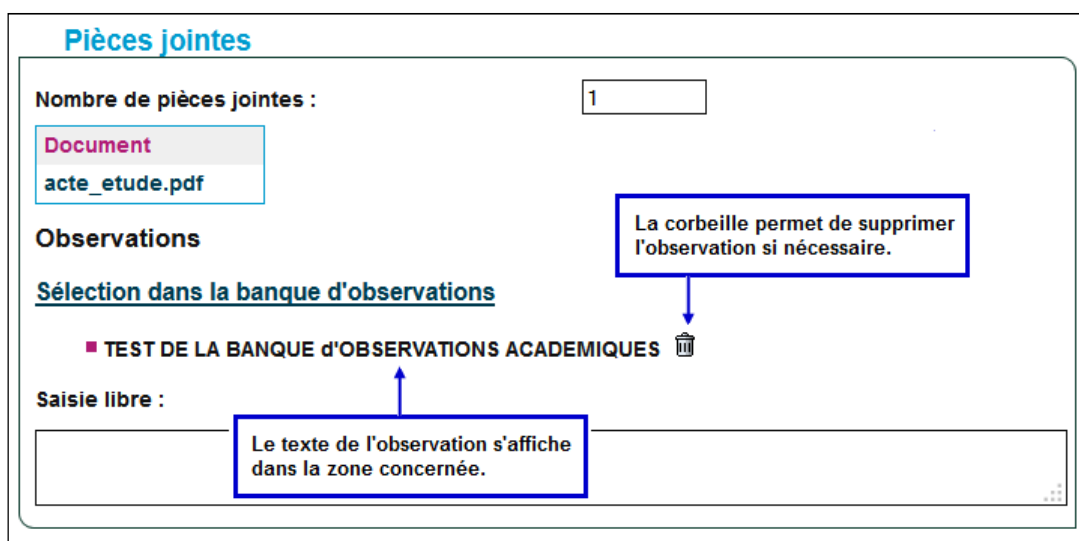 Pièces jointes
Nombre de pièces jointes :
1
Document
acte_etude.pdf
La corbeille permet de supprimer
l'observation si nécessaire.
Observations
Sélection dans la banque d'observations
TEST DE LA BANQUE d'OBSERVATIONS ACADEMIQUES
Saisie libre :
Le texte de l'observation s'affiche
dans la zone concernée.